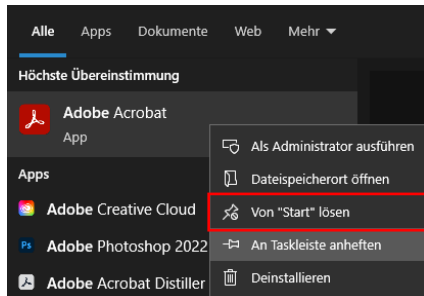 Alle Apps Dokumente Web Mehr
Höchste Übereinstimmung
Adobe Acrobat
App
Als Administrator ausführen
Apps
Dateispeicherort öffnen
Adobe Creative Cloud
Von "Start" lösen
Ps Adobe Photoshop 2022
An Taskleiste anheften
Adobe Acrobat Distiller
Deinstallieren